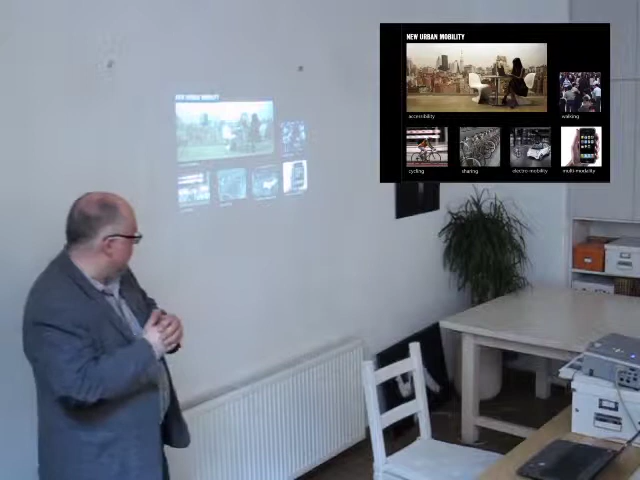 NEW URBAN MOBILITY
accessibility
walking
cycling
sharing
electro-mobility
multi-modality